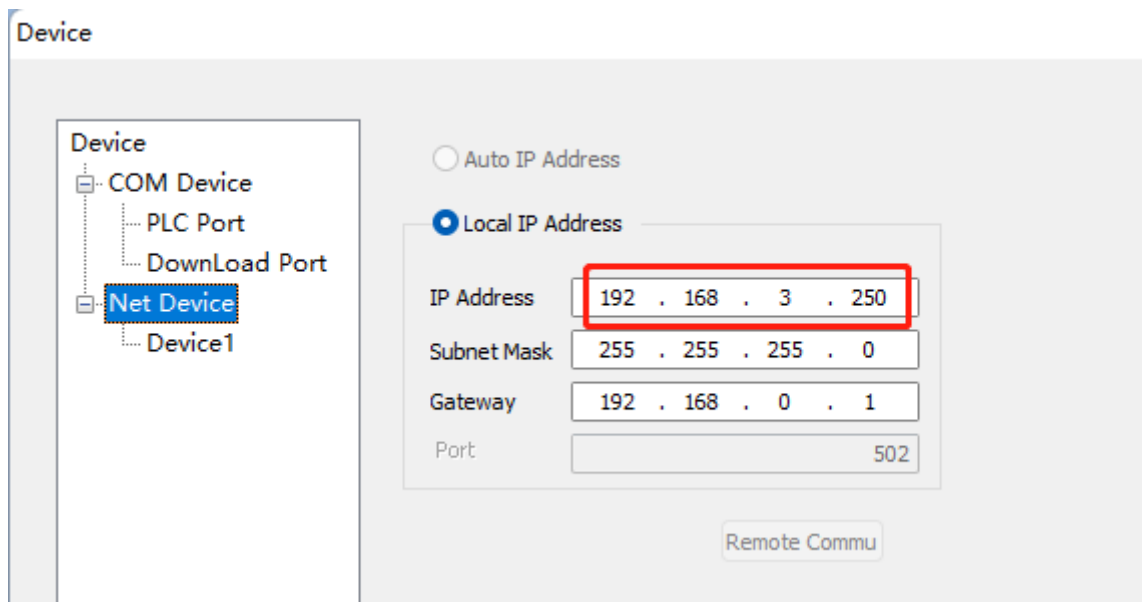 Device
Device
COM Device
PLC Port
DownLoad Port
Net Device
Device1
Auto IP Address
Local IP Address
IP Address 192 . 168 . 3 . 250
Subnet Mask 255 . 255 . 255 . 0
Gateway 192 . 168 . 0 . 1
Port 502
Remote Commu